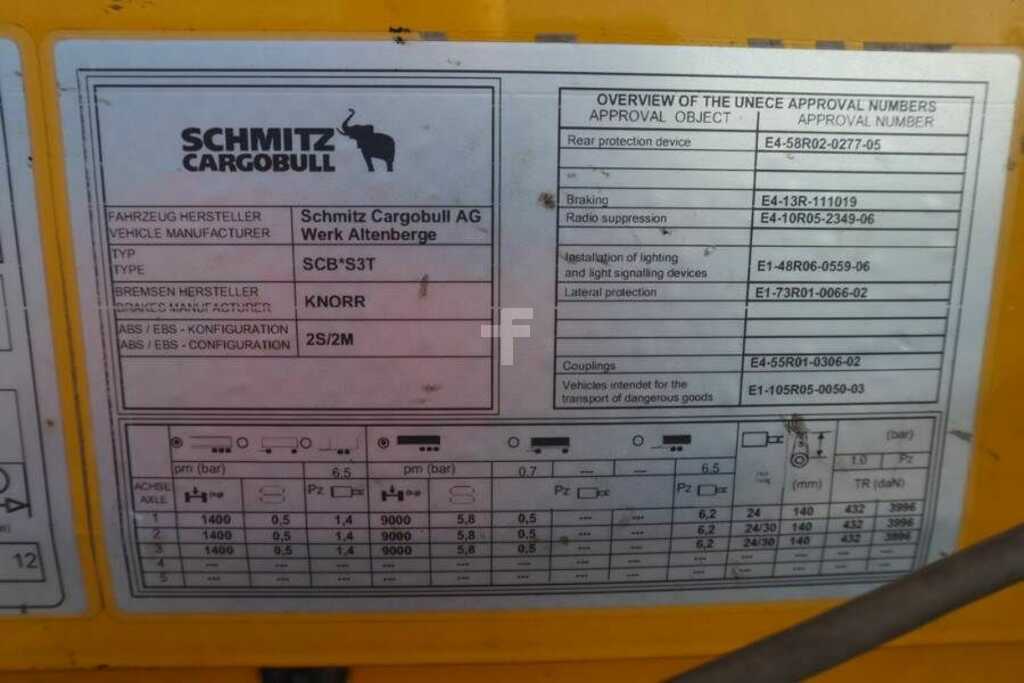 SCHMITZ
CARGOBULL
FAHRZEUG HERSTELLER
VEHICLE MANUFACTURER
Schmitz Cargobull AG
Werk Altenberge
TYP
TYPE
SCB*S3T
BREMSEN HERSTELLER
BRAKES MANUFACTURER
KNORR
ABS / EBS - KONFIGURATION
ABS / EBS - CONFIGURATION
2S/2M
OVERVIEW OF THE UNECE APPROVAL NUMBERS
APPROVAL OBJECT APPROVAL NUMBER
Rear protection device E4-58R02-0277-05
Braking E4-13R-111019
Radio suppression E4-10R05-2349-06
Installation of lighting
and light signalling devices E1-48R06-0559-06
Lateral protection E1-73R01-0066-02
Couplings E4-55R01-0306-02
Vehicles intendet for the
transport of dangerous goods E1-105R05-0050-03
(bar)
pm (bar) 6.5 pm (bar) 0.7 --- --- 6.5 1.0 Pz
ACHSE
AXLE
Pz Pz Pz (mm) TR (daN)
1 1400 0,5 1,4 9000 5,8 0,5 --- --- 6,2 24 140 432 3996
2 1400 0,5 1,4 9000 5,8 0,5 --- --- 6,2 24/30 140 432 3996
3 1400 0,5 1,4 9000 5,8 0,5 --- --- 6,2 24/30 140 432 3996
4 --- --- --- --- --- --- --- --- --- --- --- --- ---
5 --- --- --- --- --- --- --- --- --- --- --- --- ---
12